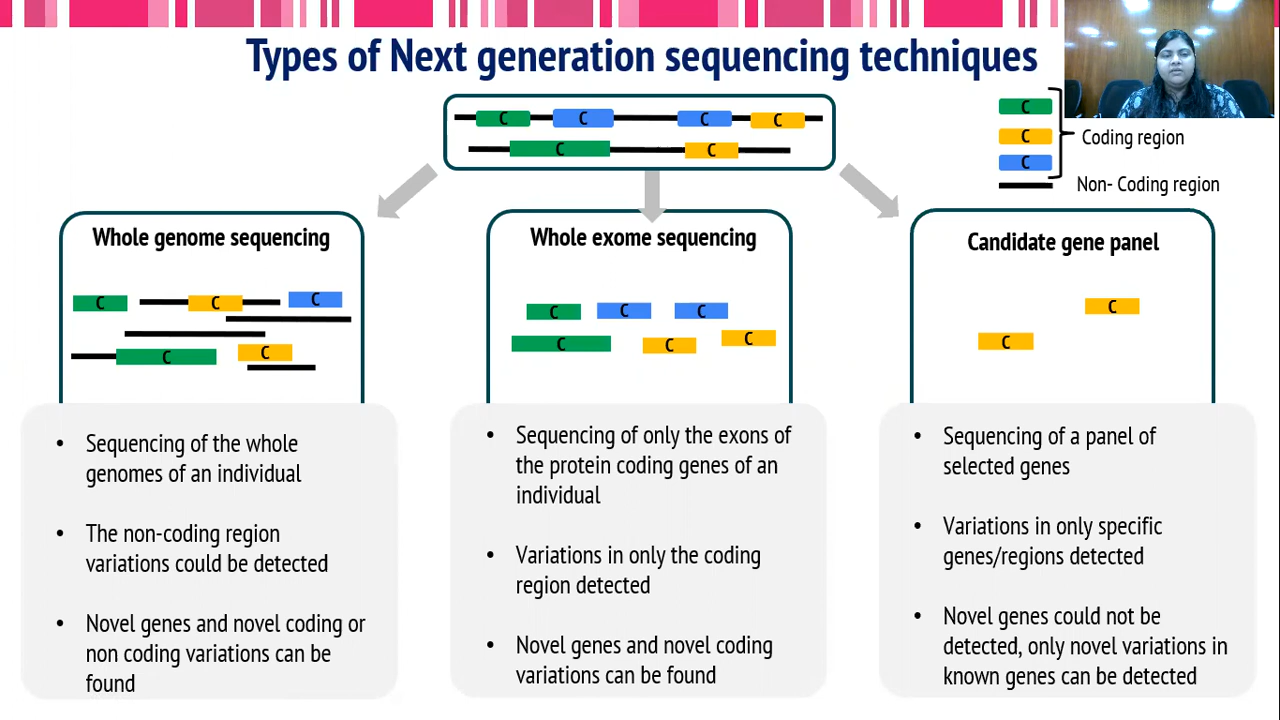 Types of Next generation sequencing techniques
C C C C
C C
C
C
C
Coding region
Non- Coding region
Whole genome sequencing
C C C
C C
Sequencing of the whole
genomes of an individual
The non-coding region
variations could be detected
Novel genes and novel coding or
non coding variations can be
found
Whole exome sequencing
C C C
C C C
Sequencing of only the exons of
the protein coding genes of an
individual
Variations in only the coding
region detected
Novel genes and novel coding
variations can be found
Candidate gene panel
C
C
Sequencing of a panel of
selected genes
Variations in only specific
genes/regions detected
Novel genes could not be
detected, only novel variations in
known genes can be detected